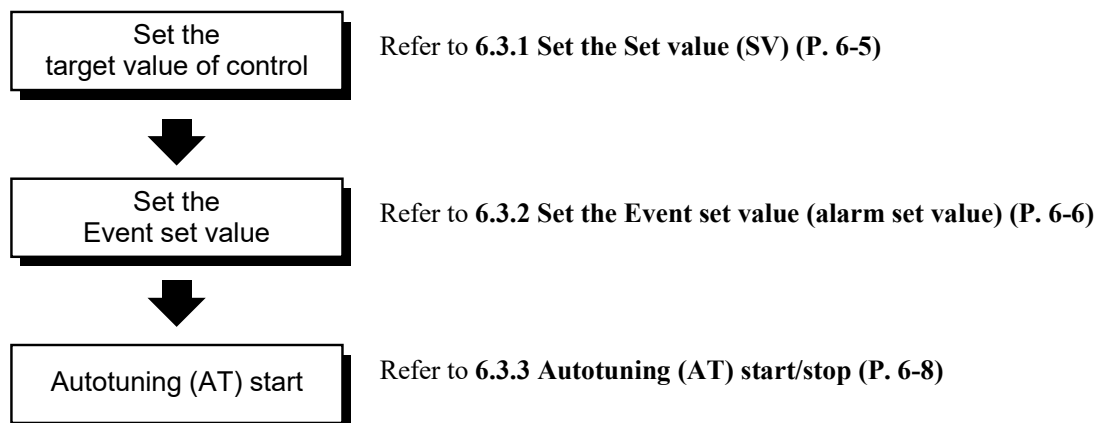 Set the
target value of control
Refer to 6.3.1 Set the Set value (SV) (P. 6-5)
Set the
Event set value
Refer to 6.3.2 Set the Event set value (alarm set value) (P. 6-6)
Autotuning (AT) start
Refer to 6.3.3 Autotuning (AT) start/stop (P. 6-8)